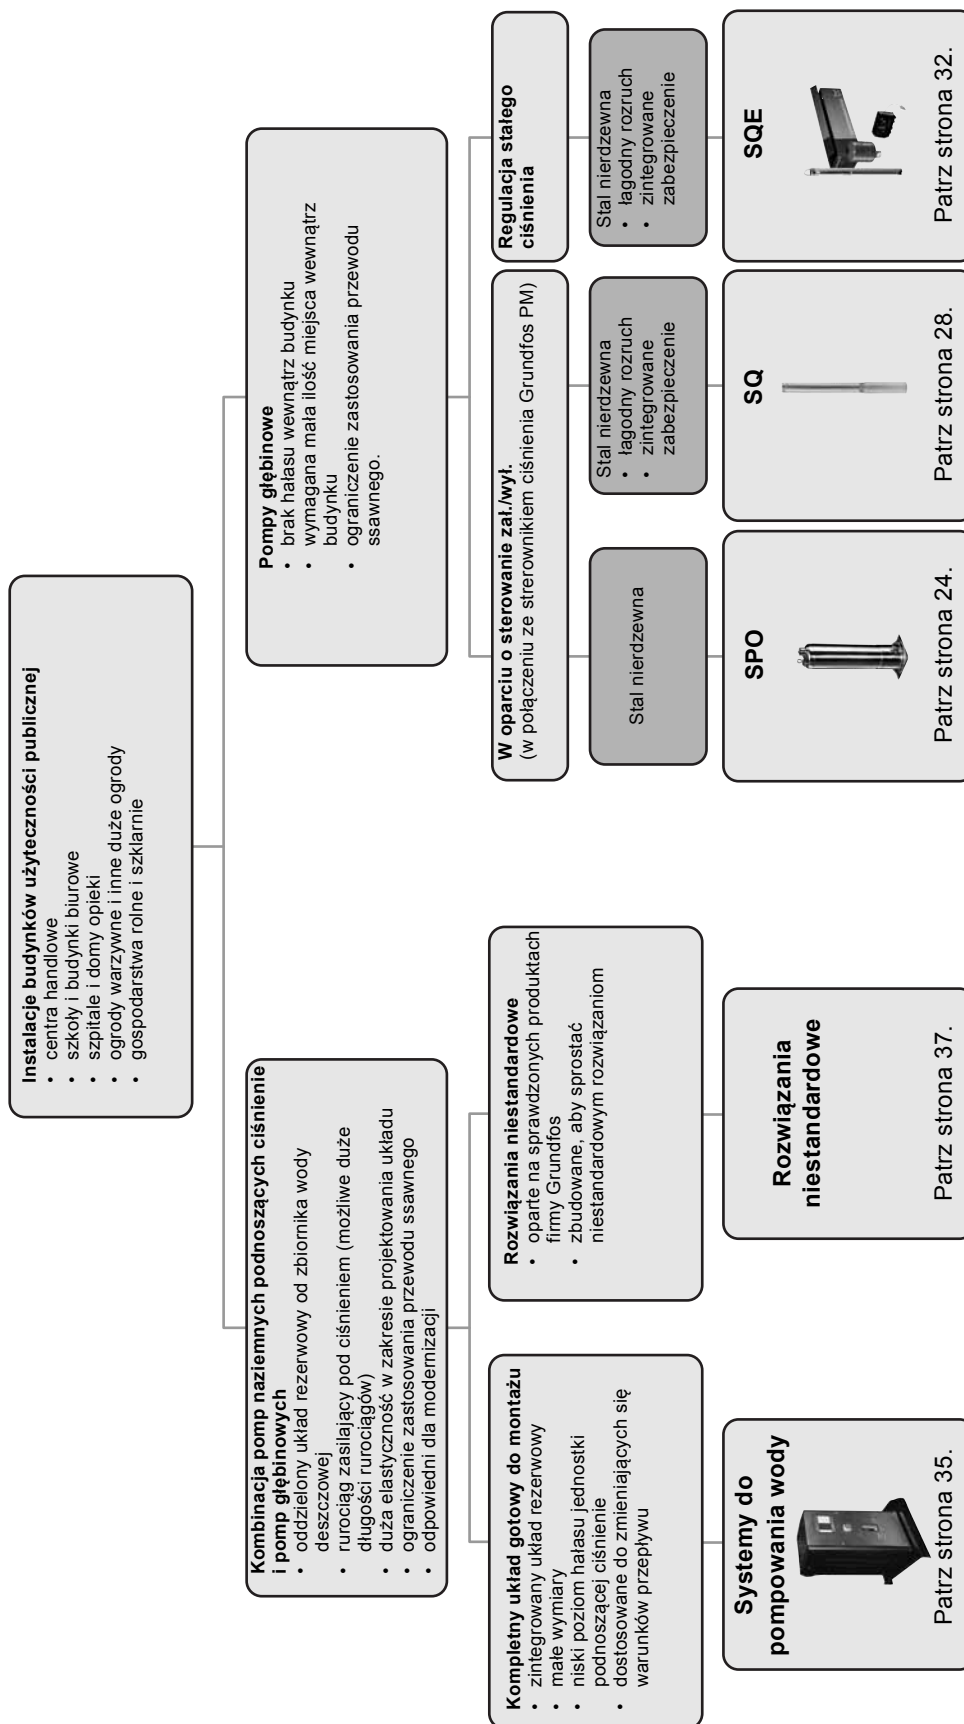 Instalacje budynków użyteczności publicznej
• centra handlowe
• szkoły i budynki biurowe
• szpitale i domy opieki
• ogrody warzywne i inne duże ogrody
• gospodarstwa rolne i szklarnie
Kombinacja pomp naziemnych podnoszących ciśnienie
i pomp głębinowych
• oddzielony układ rezerwowy od zbiornika wody
deszczowej
• rurociąg zasilający pod ciśnieniem (możliwe duże
długości rurociągów)
• duża elastyczność w zakresie projektowania układu
• ograniczenie zastosowania przewodu ssawnego
• odpowiedni dla modernizacji
Pompy głębinowe
• brak hałasu wewnątrz budynku
• wymagana mała ilość miejsca wewnątrz
budynku
• ograniczenie zastosowania przewodu
ssawnego.
Kompletny układ gotowy do montażu
• zintegrowany układ rezerwowy
• małe wymiary
• niski poziom hałasu jednostki
podnoszącej ciśnienie
• dostosowane do zmieniających się
warunków przepływu
Rozwiązania niestandardowe
• oparte na sprawdzonych produktach
firmy Grundfos
• zbudowane, aby sprostać
niestandardowym rozwiązaniom
W oparciu o sterowanie zał./wył.
(w połączeniu ze strerownikiem ciśnienia Grundfos PM)
Regulacja stałego
ciśnienia
Stal nierdzewna
Stal nierdzewna
• łagodny rozruch
• zintegrowane
zabezpieczenie
Stal nierdzewna
• łagodny rozruch
• zintegrowane
zabezpieczenie
Systemy do
pompowania wody
Patrz strona 35.
Rozwiązania
niestandardowe
Patrz strona 37.
SPO
Patrz strona 24.
SQ
Patrz strona 28.
SQE
Patrz strona 32.